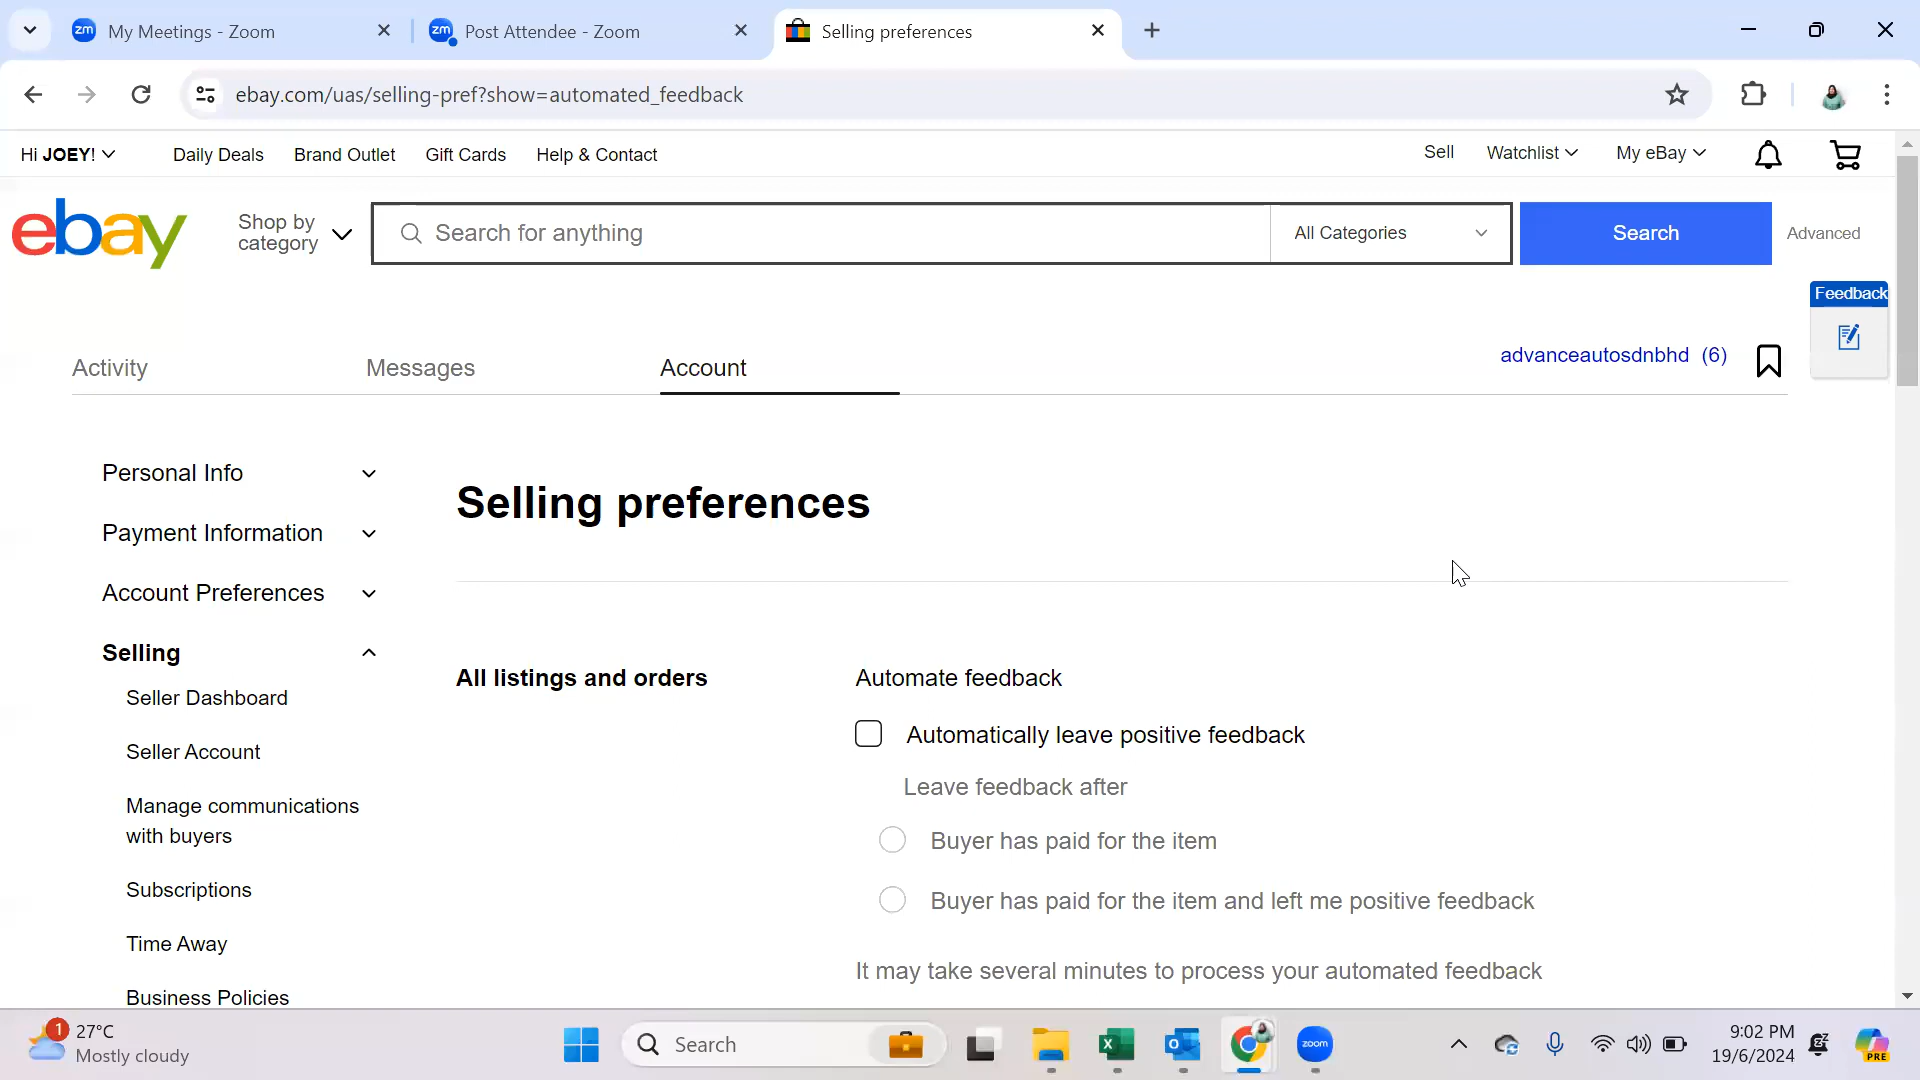 My Meetings - Zoom
Post Attendee - Zoom
Selling preferences
ebay.com/uas/selling-pref?show=automated_feedback
Hi JOEY!
Daily Deals
Brand Outlet
Gift Cards
Help & Contact
Sell
Watchlist
My eBay
ebay
Shop by
category
Search for anything
All Categories
Search
Advanced
Feedback
Activity
Messages
Account
advanceautosdnbhd (6)
Personal Info
Payment Information
Account Preferences
Selling
Seller Dashboard
Seller Account
Manage communications
with buyers
Subscriptions
Time Away
Business Policies
Selling preferences
All listings and orders
Automate feedback
Automatically leave positive feedback
Leave feedback after
Buyer has paid for the item
Buyer has paid for the item and left me positive feedback
It may take several minutes to process your automated feedback
1
27°C
Mostly cloudy
Search
zoom
9:02 PM
19/6/2024
PRE